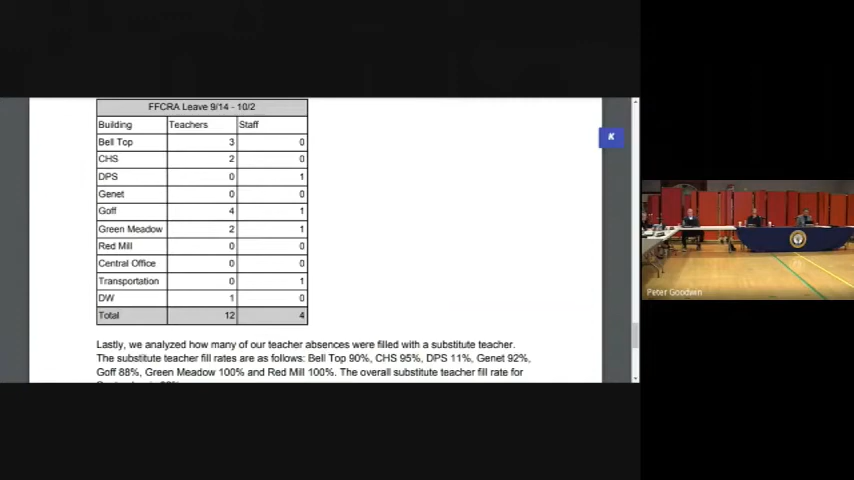 FFCRA Leave 9/14 - 10/2
Building Teachers Staff
Bell Top 3 0
CHS 2 0
DPS 0 1
Genet 0 0
Goff 4 1
Green Meadow 2 1
Red Mill 0 0
Central Office 0 0
Transportation 0 1
DW 1 0
Total 12 4
Lastly, we analyzed how many of our teacher absences were filled with a substitute teacher.
The substitute teacher fill rates are as follows: Bell Top 90%, CHS 95%, DPS 11%, Genet 92%,
Goff 88%, Green Meadow 100% and Red Mill 100%. The overall substitute teacher fill rate for
K
Peter Goodwin